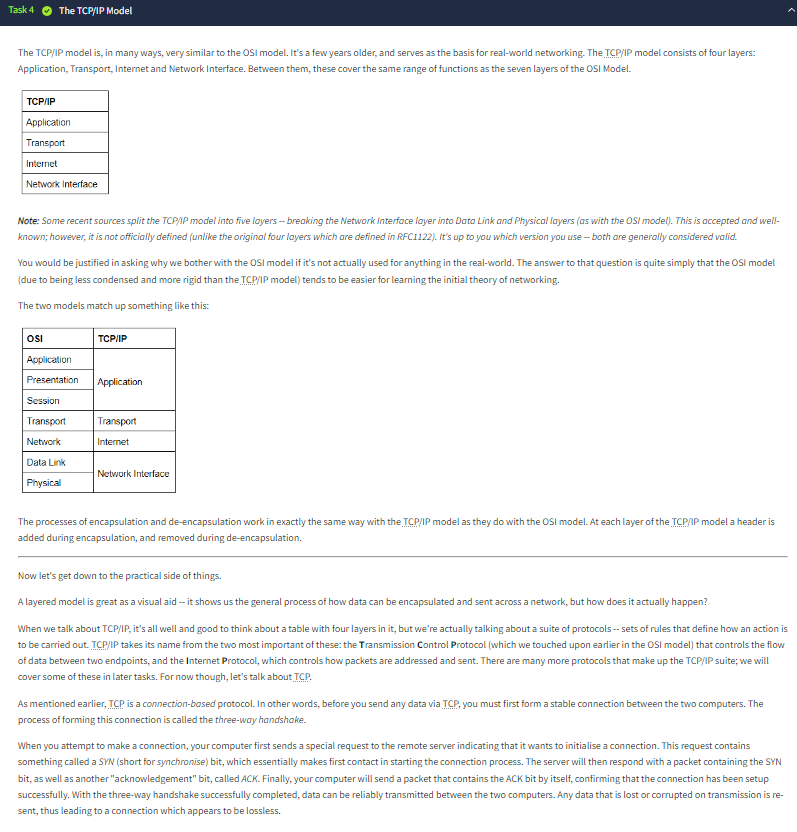 Task 4 The TCP/IP Model
The TCP/IP model is, in many ways, very similar to the OSI model. It's a few years older, and serves as the basis for real-world networking. The TCP/IP model consists of four layers:
Application, Transport, Internet and Network Interface. Between them, these cover the same range of functions as the seven layers of the OSI Model.
TCP/IP
Application
Transport
Internet
Network Interface
Note: Some recent sources split the TCP/IP model into five layers -- breaking the Network Interface layer into Data Link and Physical layers (as with the OSI model). This is accepted and well-
known; however, it is not officially defined (unlike the original four layers which are defined in RFC1122). It's up to you which version you use -- both are generally considered valid.
You would be justified in asking why we bother with the OSI model if it's not actually used for anything in the real-world. The answer to that question is quite simply that the OSI model
(due to being less condensed and more rigid than the TCP/IP model) tends to be easier for learning the initial theory of networking.
The two models match up something like this:
OSI TCP/IP
Application
Presentation Application
Session
Transport Transport
Network Internet
Data Link
Network Interface
Physical
The processes of encapsulation and de-encapsulation work in exactly the same way with the TCP/IP model as they do with the OSI model. At each layer of the TCP/IP model a header is
added during encapsulation, and removed during de-encapsulation.
Now let's get down to the practical side of things.
A layered model is great as a visual aid -- it shows us the general process of how data can be encapsulated and sent across a network, but how does it actually happen?
When we talk about TCP/IP, it's all well and good to think about a table with four layers in it, but we're actually talking about a suite of protocols -- sets of rules that define how an action is
to be carried out. TCP/IP takes its name from the two most important of these: the Transmission Control Protocol (which we touched upon earlier in the OSI model) that controls the flow
of data between two endpoints, and the Internet Protocol, which controls how packets are addressed and sent. There are many more protocols that make up the TCP/IP suite; we will
cover some of these in later tasks. For now though, let's talk about TCP.
As mentioned earlier, TCP is a connection-based protocol. In other words, before you send any data via TCP, you must first form a stable connection between the two computers. The
process of forming this connection is called the three-way handshake.
When you attempt to make a connection, your computer first sends a special request to the remote server indicating that it wants to initialise a connection. This request contains
something called a SYN (short for synchronise) bit, which essentially makes first contact in starting the connection process. The server will then respond with a packet containing the SYN
bit, as well as another "acknowledgement" bit, called ACK. Finally, your computer will send a packet that contains the ACK bit by itself, confirming that the connection has been setup
successfully. With the three-way handshake successfully completed, data can be reliably transmitted between the two computers. Any data that is lost or corrupted on transmission is re-
sent, thus leading to a connection which appears to be lossless.